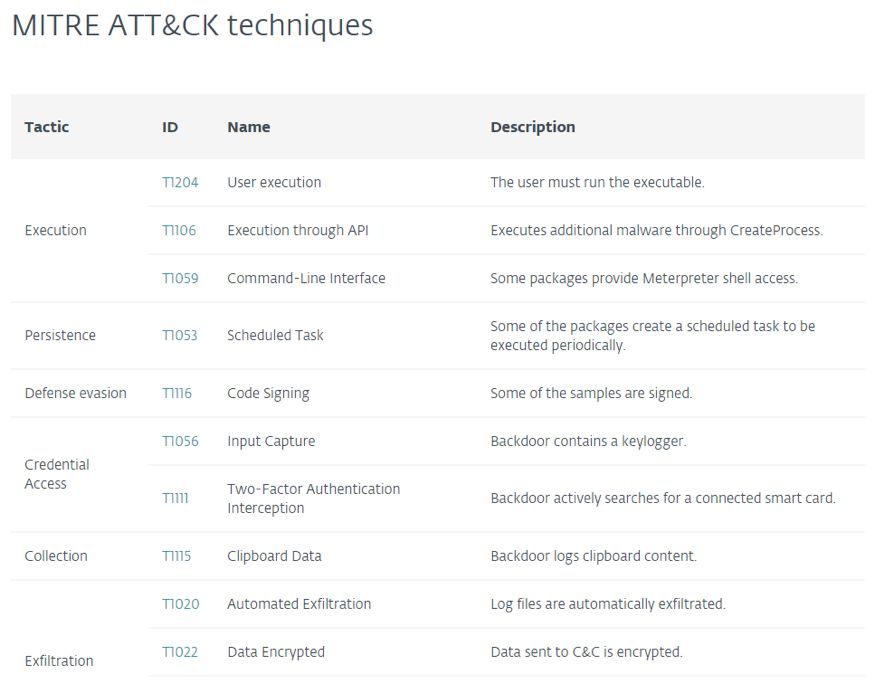 MITRE ATT&CK techniques
Tactic ID Name Description
T1204 User execution The user must run the executable.
Execution T1106 Execution through API Executes additional malware through CreateProcess.
T1059 Command-Line Interface Some packages provide Meterpreter shell access.
Persistence T1053 Scheduled Task Some of the packages create a scheduled task to be
executed periodically.
Defense evasion T1116 Code Signing Some of the samples are signed.
T1056 Input Capture Backdoor contains a keylogger.
Credential
Access
T1111 Two-Factor Authentication
Interception
Backdoor actively searches for a connected smart card.
Collection T1115 Clipboard Data Backdoor logs clipboard content.
T1020 Automated Exfiltration Log files are automatically exfiltrated.
T1022 Data Encrypted Data sent to C&C is encrypted.
Exfiltration